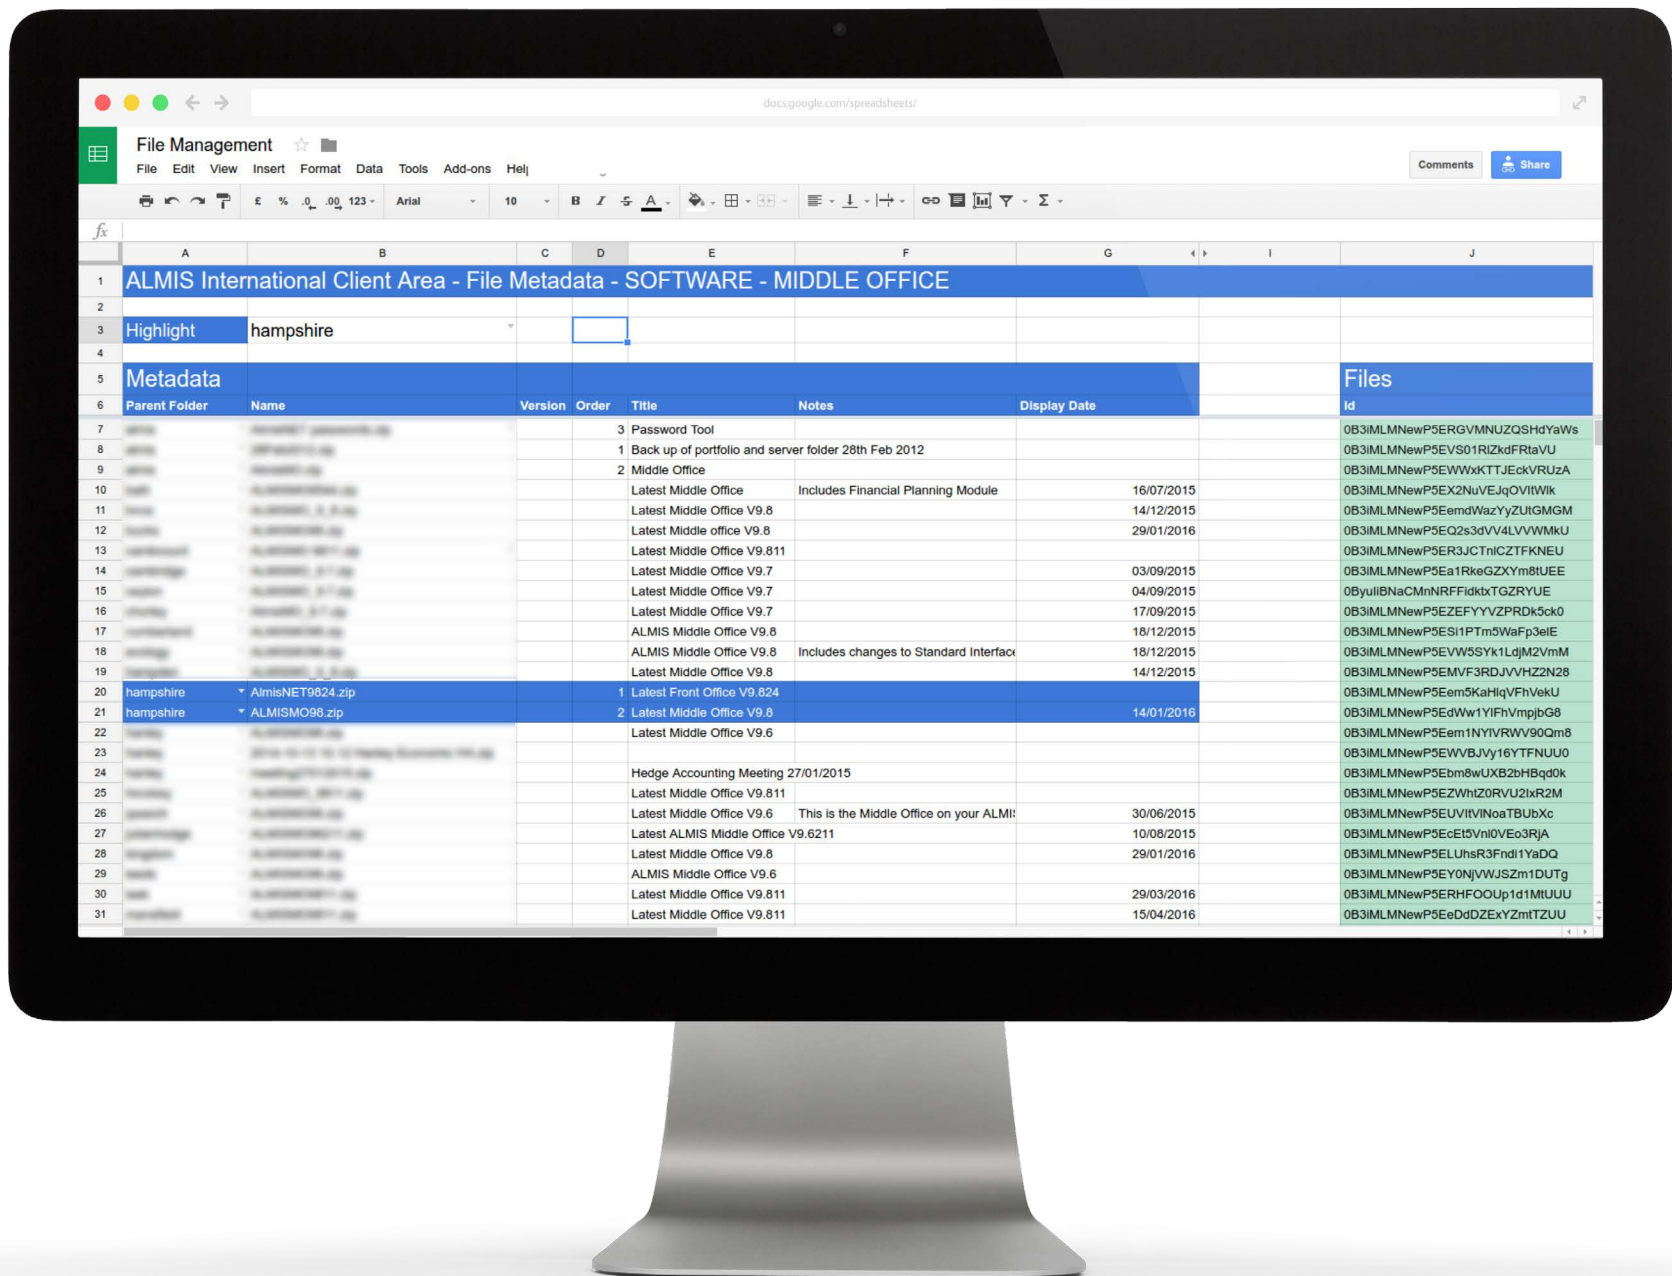 docs.google.com/spreadsheets/
File Management
File Edit View Insert Format Data Tools Add-ons Help
Comments Share
£ % .0 .00 123 Arial 10 B I S A Σ
fx
A B C D E F G I J
1 ALMIS International Client Area - File Metadata - SOFTWARE - MIDDLE OFFICE
2
3 Highlight hampshire
4
5 Metadata Files
6 Parent Folder Name Version Order Title Notes Display Date Id
7 3 Password Tool 0B3iMLMNewP5ERGVMNUZQSHdYaWs
8 1 Back up of portfolio and server folder 28th Feb 2012 0B3iMLMNewP5EVS01RlZkdFRtaVU
9 2 Middle Office 0B3iMLMNewP5EWWxKTTJEckVRUzA
10 Latest Middle Office Includes Financial Planning Module 16/07/2015 0B3iMLMNewP5EX2NuVEJqOVltWlk
11 Latest Middle Office V9.8 14/12/2015 0B3iMLMNewP5EemdWazYyZUtGMGM
12 Latest Middle office V9.8 29/01/2016 0B3iMLMNewP5EQ2s3dVV4LVVWMkU
13 Latest Middle Office V9.811 0B3iMLMNewP5ER3JCTnlCZTFKNEU
14 Latest Middle Office V9.7 03/09/2015 0B3iMLMNewP5Ea1RkeGZXYm8tUEE
15 Latest Middle Office V9.7 04/09/2015 0ByuliBNaCMnNRFFidktxTGZRYUE
16 Latest Middle Office V9.7 17/09/2015 0B3iMLMNewP5EZEFYYVZPRDk5ck0
17 ALMIS Middle Office V9.8 18/12/2015 0B3iMLMNewP5ESi1PTm5WaFp3elE
18 ALMIS Middle Office V9.8 Includes changes to Standard Interface 18/12/2015 0B3iMLMNewP5EVW5SYk1LdjM2VmM
19 Latest Middle Office V9.8 14/12/2015 0B3iMLMNewP5EMVF3RDJVVHZ2N28
20 hampshire AlmisNET9824.zip 1 Latest Front Office V9.824 0B3iMLMNewP5Eem5KaHlqVFhVekU
21 hampshire ALMISMO98.zip 2 Latest Middle Office V9.8 14/01/2016 0B3iMLMNewP5EdWw1YlFhVmpjbG8
22 Latest Middle Office V9.6 0B3iMLMNewP5Eem1NYlVRWV90Qm8
23 0B3iMLMNewP5EWVBJVy16YTFNUU0
24 Hedge Accounting Meeting 27/01/2015 0B3iMLMNewP5Ebm8wUXB2bHBqd0k
25 Latest Middle Office V9.811 0B3iMLMNewP5EZWhtZ0RVU2IxR2M
26 Latest Middle Office V9.6 This is the Middle Office on your ALMIS 30/06/2015 0B3iMLMNewP5EUVItVlNoaTBUbXc
27 Latest ALMIS Middle Office V9.6211 10/08/2015 0B3iMLMNewP5EcEt5Vnl0VEo3RjA
28 Latest Middle Office V9.8 29/01/2016 0B3iMLMNewP5ELUhsR3Fndi1YaDQ
29 ALMIS Middle Office V9.6 0B3iMLMNewP5EY0NjVWJSZm1DUTg
30 Latest Middle Office V9.811 29/03/2016 0B3iMLMNewP5ERHFOOUp1d1MtUUU
31 Latest Middle Office V9.811 15/04/2016 0B3iMLMNewP5EeDdDZExYZmtTZUU